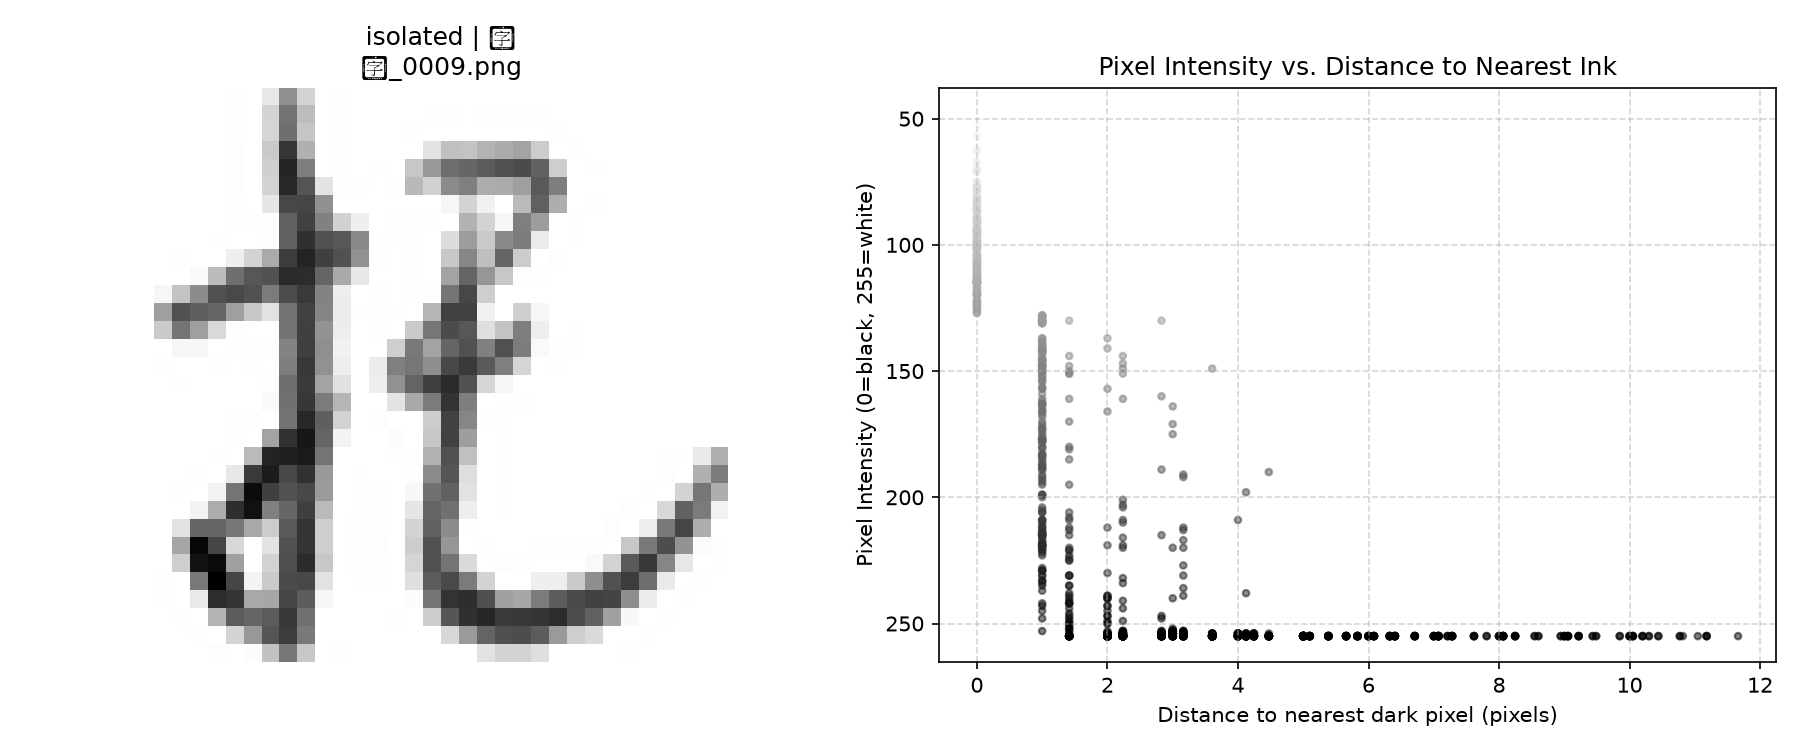 isolated |
_0009.png
Pixel Intensity vs. Distance to Nearest Ink
Pixel Intensity (0=black, 255=white)
50
100
150
200
250
0 2 4 6 8 10 12
Distance to nearest dark pixel (pixels)